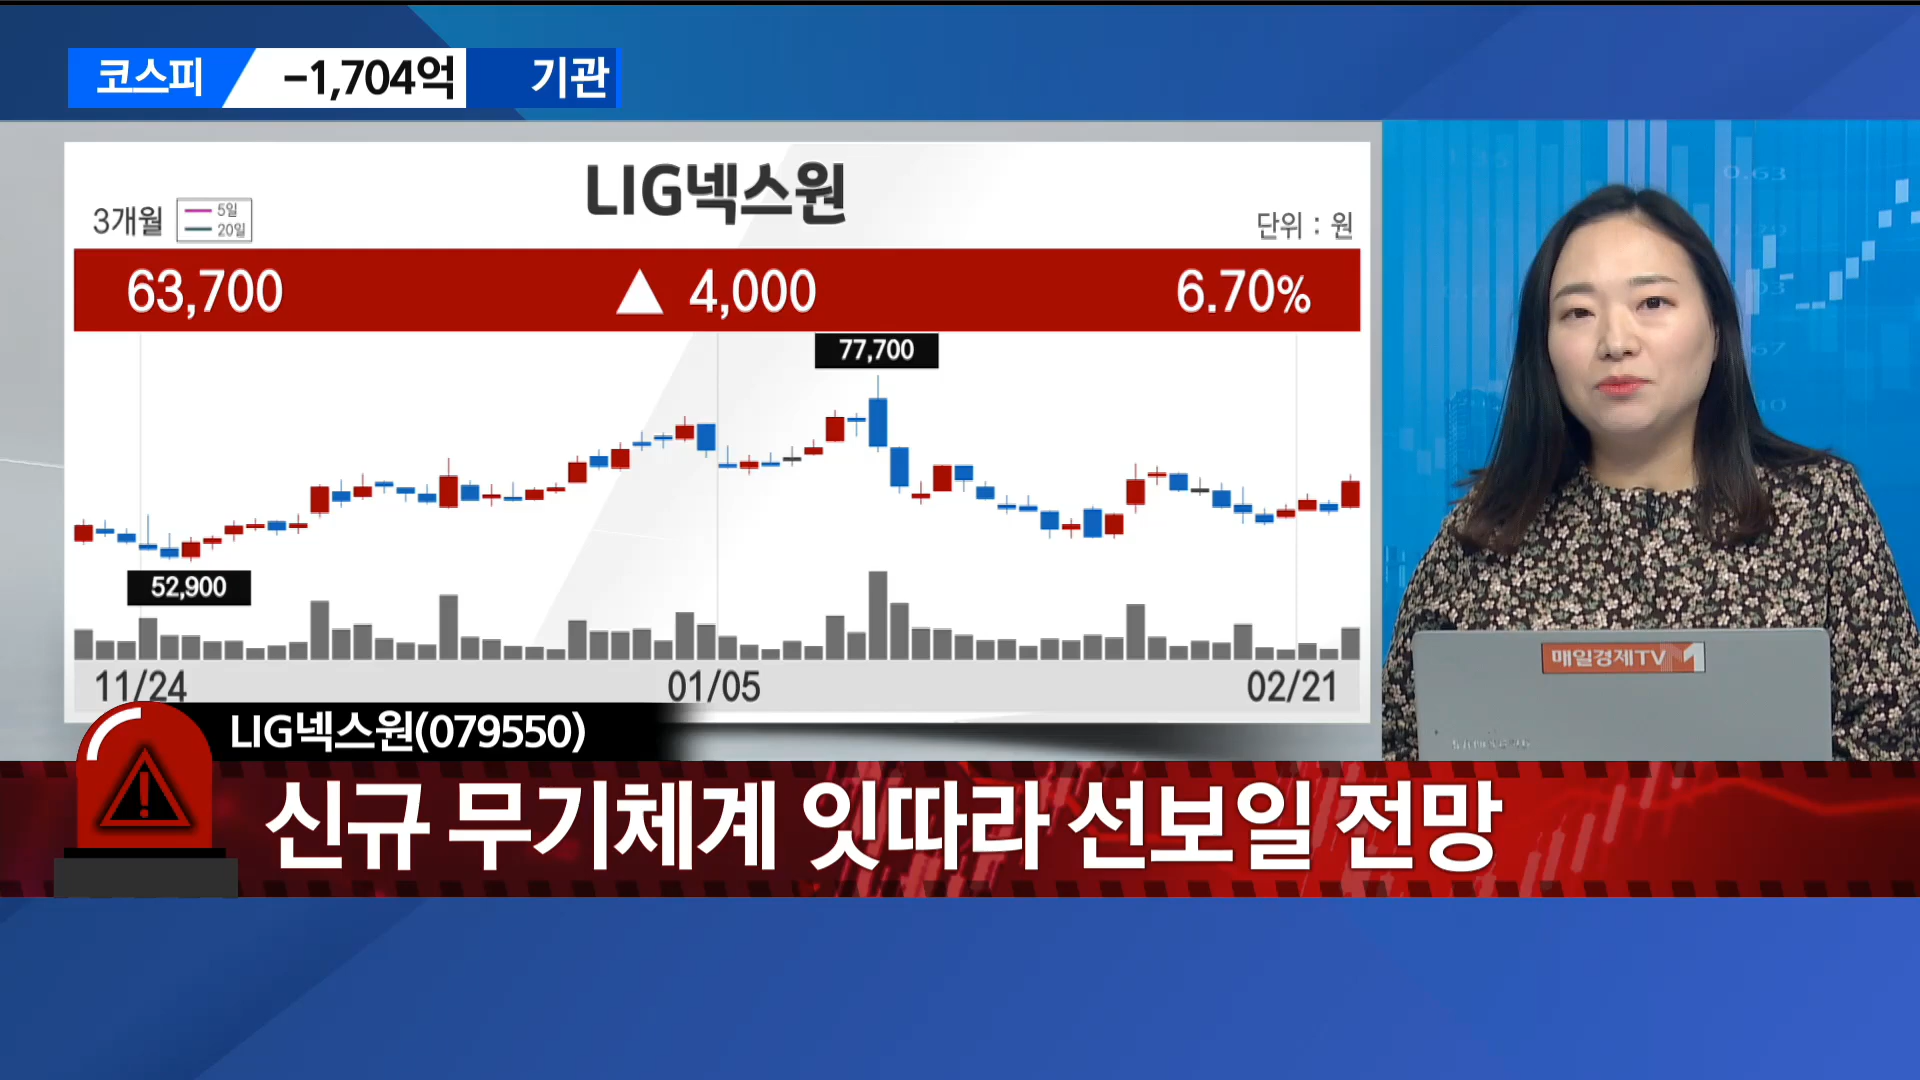 코스피 -1,704억 기관
LIG넥스원
3개월
5일
20일
단위 : 원
63,700 ▲ 4,000 6.70%
77,700
52,900
11/24 01/05 02/21
매일경제TV
LIG넥스원(079550)
신규 무기체계 잇따라 선보일 전망